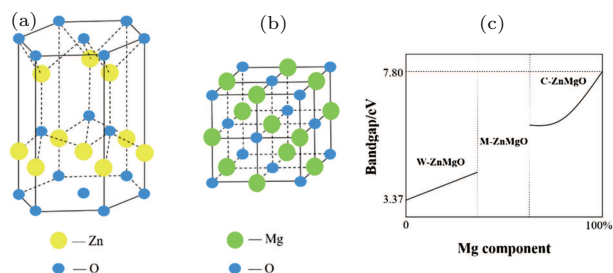 (a)
— Zn
— O
(b)
— Mg
— O
(c)
Bandgap/eV
7.80
3.37
W-ZnMgO
M-ZnMgO
C-ZnMgO
0
100%
Mg component